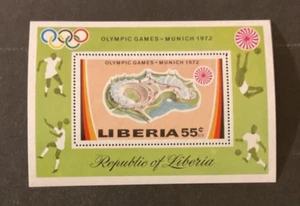 OLYMPIC GAMES - MUNICH 1972
OLYMPIC GAMES - MUNICH 1972
LIBERIA 55c
Republic of Liberia